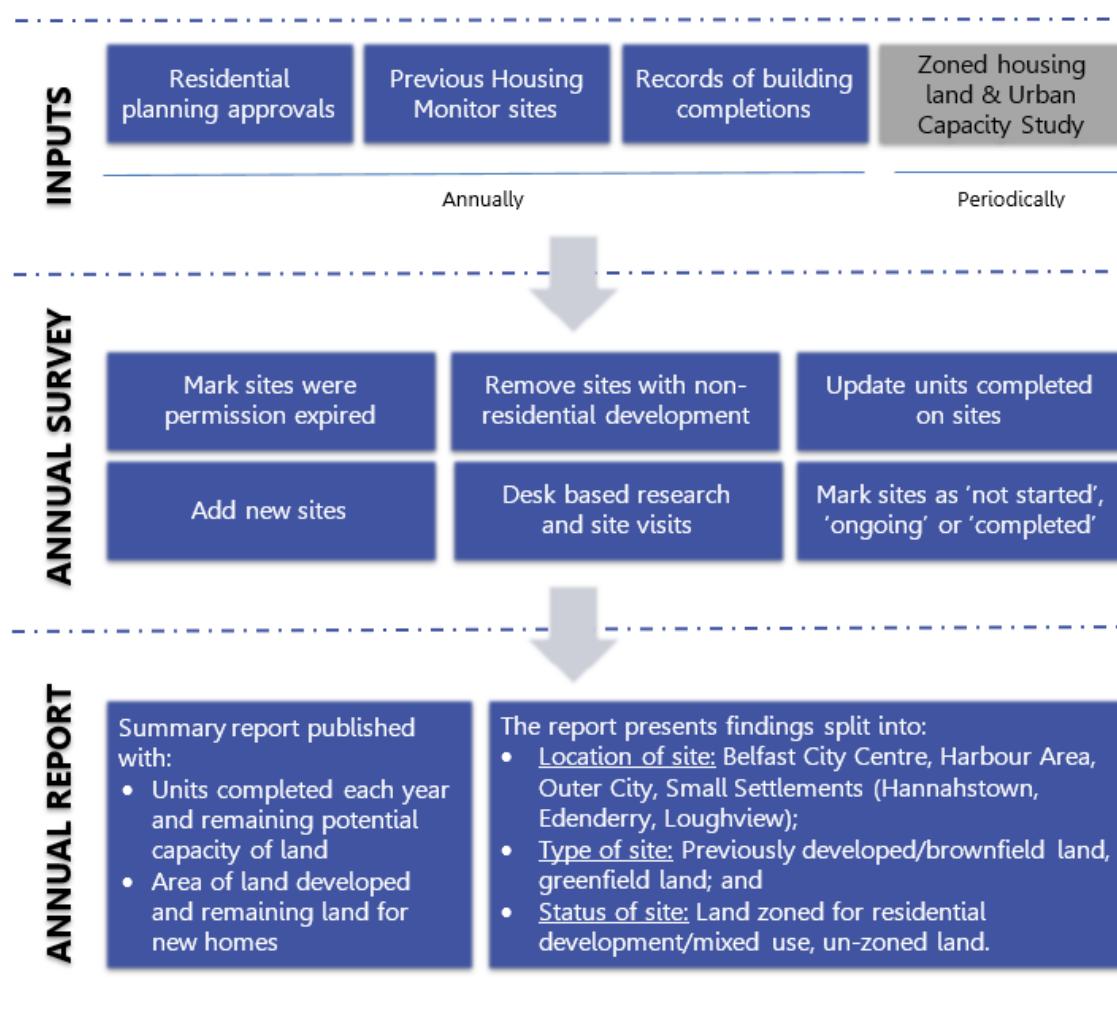 INPUTS
Residential
planning approvals
Previous Housing
Monitor sites
Records of building
completions
Zoned housing
land & Urban
Capacity Study
Annually
Periodically
ANNUAL SURVEY
Mark sites were
permission expired
Remove sites with non-
residential development
Update units completed
on sites
Add new sites
Desk based research
and site visits
Mark sites as 'not started',
'ongoing' or 'completed'
ANNUAL REPORT
Summary report published
with:
• Units completed each year
and remaining potential
capacity of land
• Area of land developed
and remaining land for
new homes
The report presents findings split into:
• Location of site: Belfast City Centre, Harbour Area,
Outer City, Small Settlements (Hannahstown,
Edenderry, Loughview);
• Type of site: Previously developed/brownfield land,
greenfield land; and
• Status of site: Land zoned for residential
development/mixed use, un-zoned land.